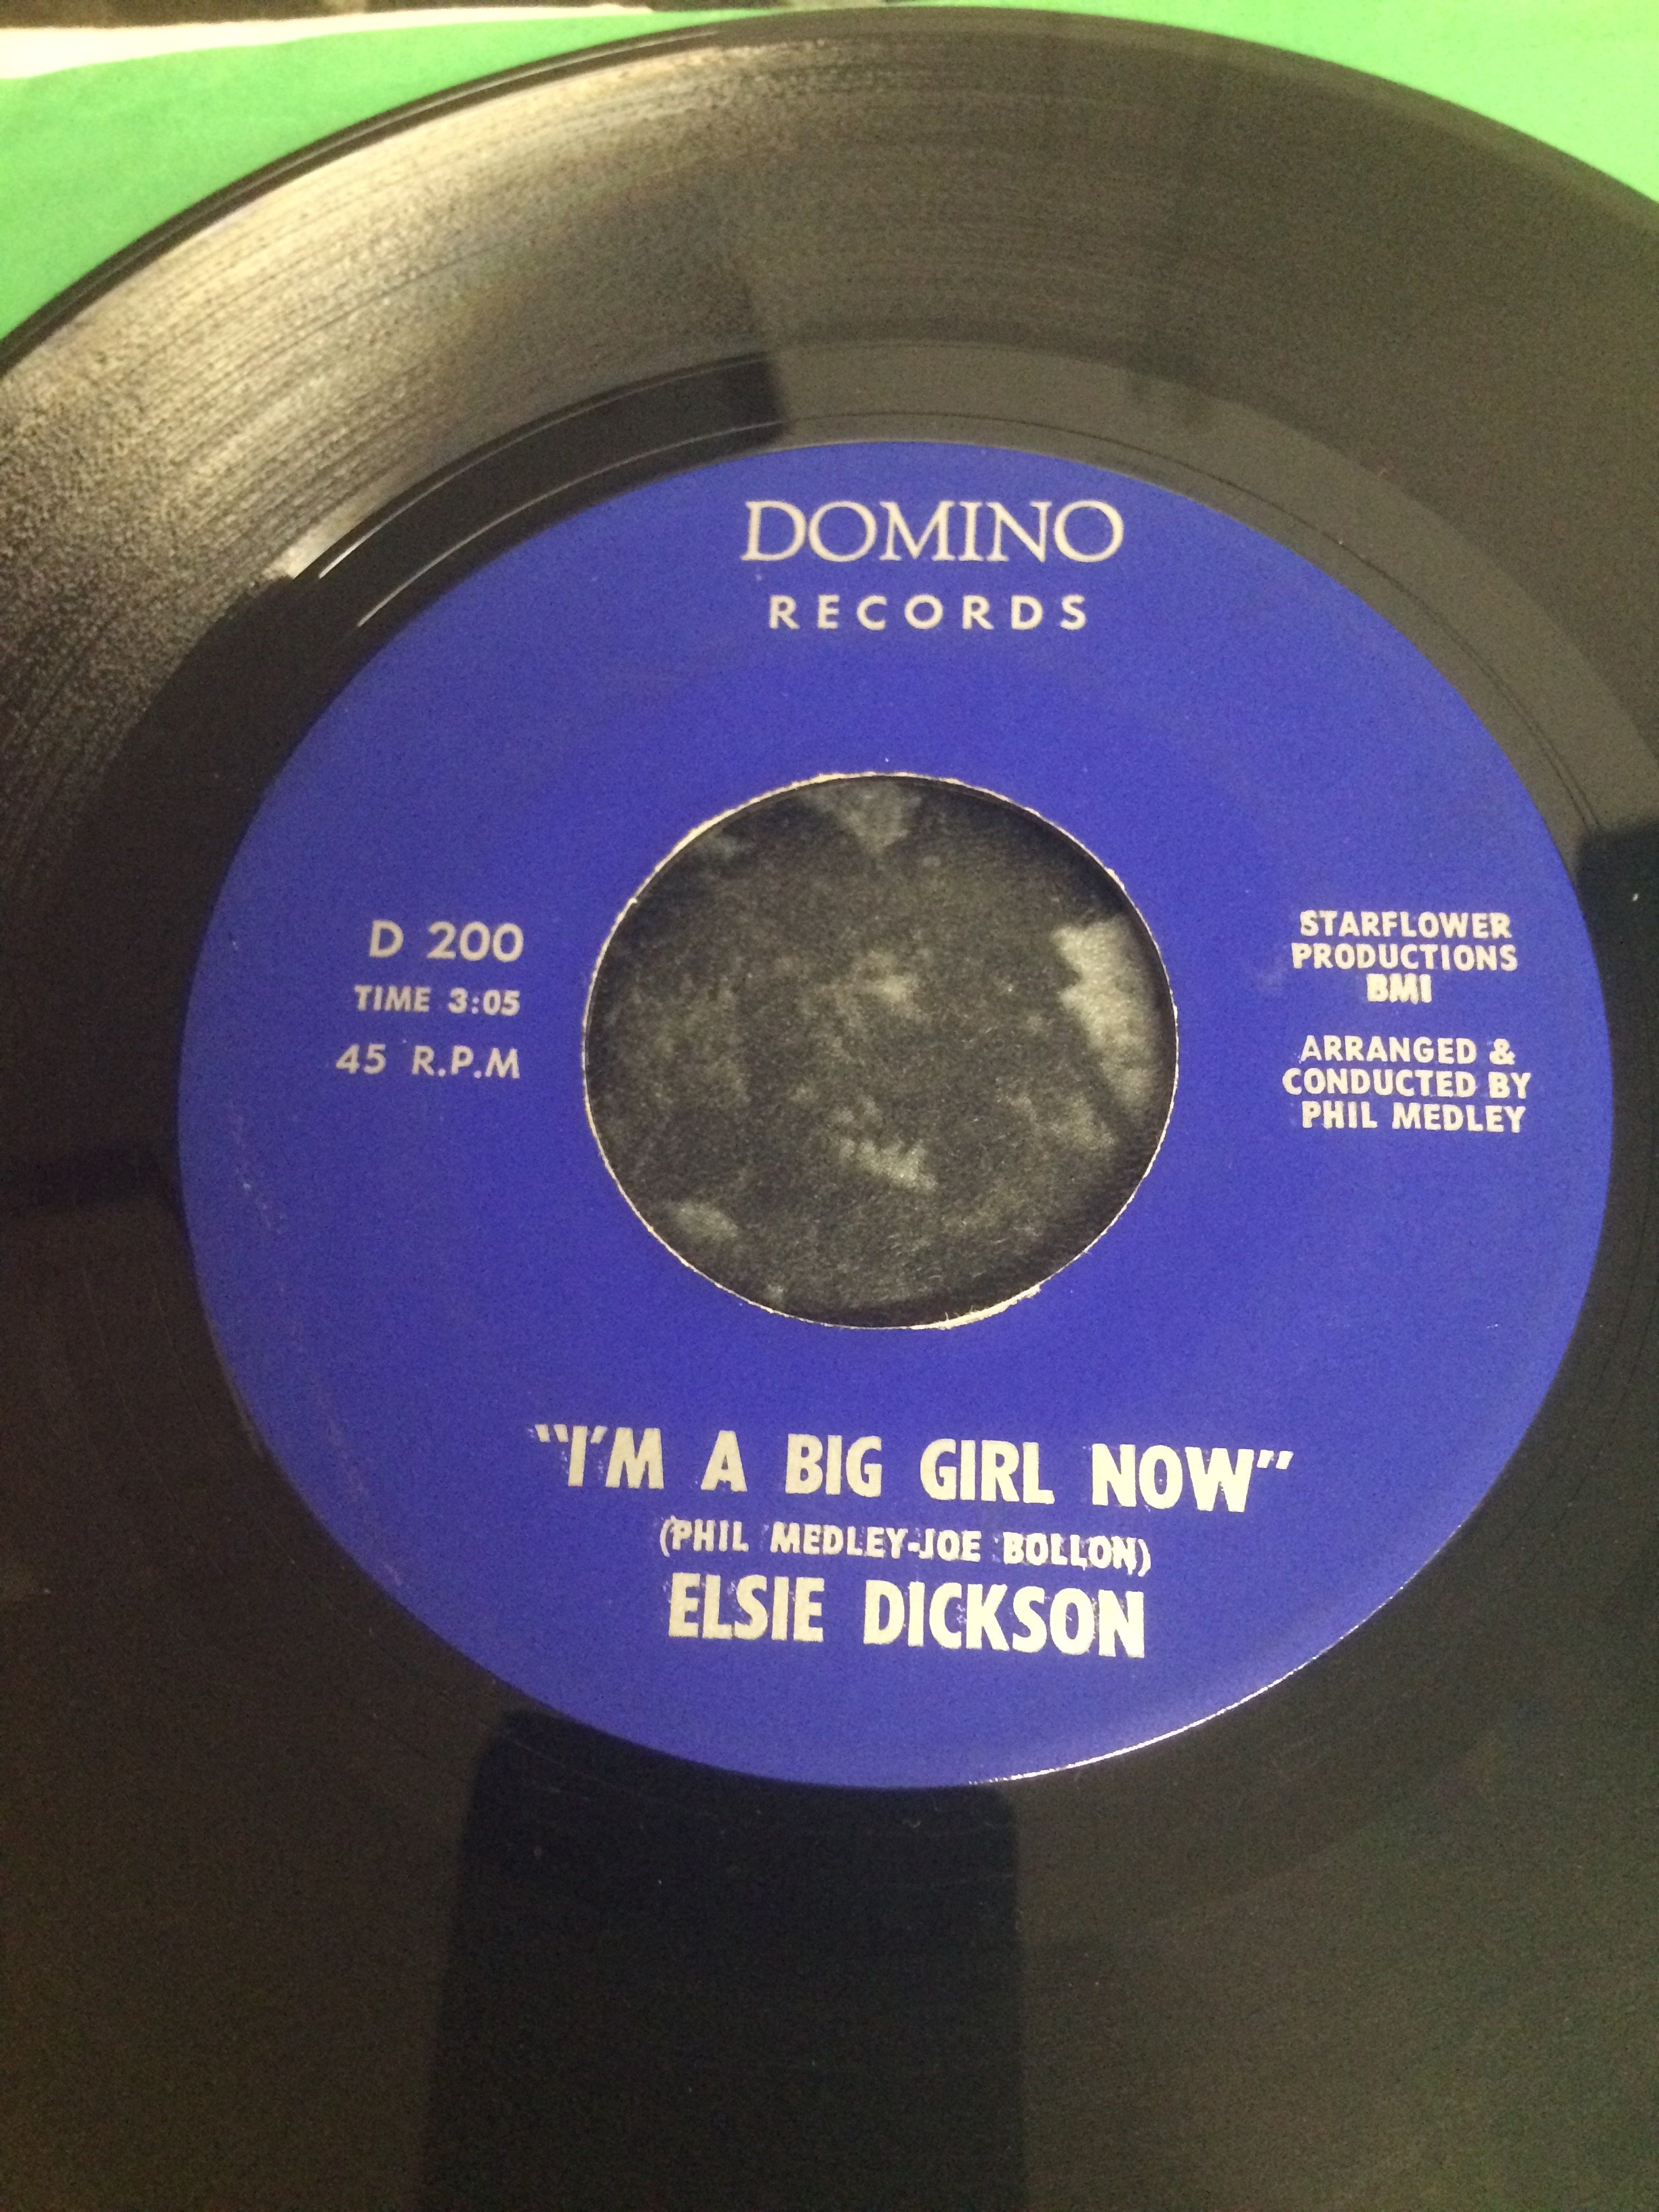 DOMINO
RECORDS
D 200
TIME 3:05
45 R.P.M
STARFLOWER
PRODUCTIONS
BMI
ARRANGED &
CONDUCTED BY
PHIL MEDLEY
"I'M A BIG GIRL NOW"
(PHIL MEDLEY-JOE BOLLON)
ELSIE DICKSON